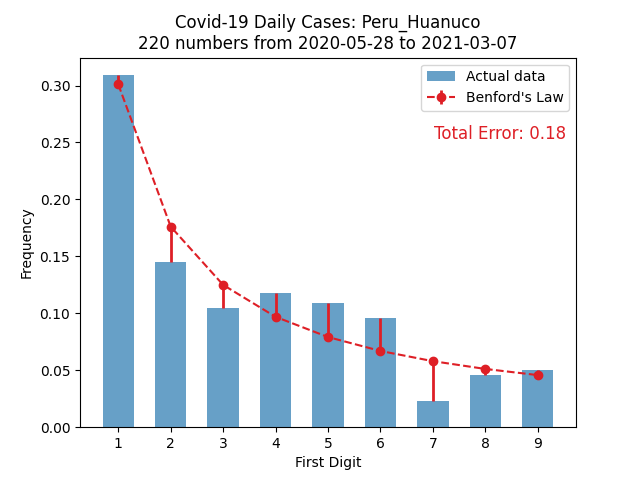 Covid-19 Daily Cases: Peru_Huanuco
220 numbers from 2020-05-28 to 2021-03-07
Actual data
Benford's Law
Total Error: 0.18
Frequency
0.30
0.25
0.20
0.15
0.10
0.05
0.00
1 2 3 4 5 6 7 8 9
First Digit